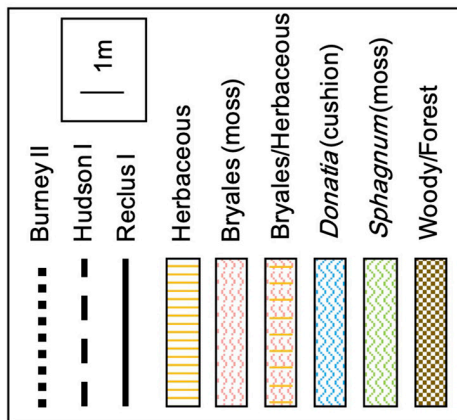 Burney II
Hudson I
Reclus I
1m
Herbaceous
Bryales (moss)
Bryales/Herbaceous
Donatia (cushion)
Sphagnum (moss)
Woody/Forest